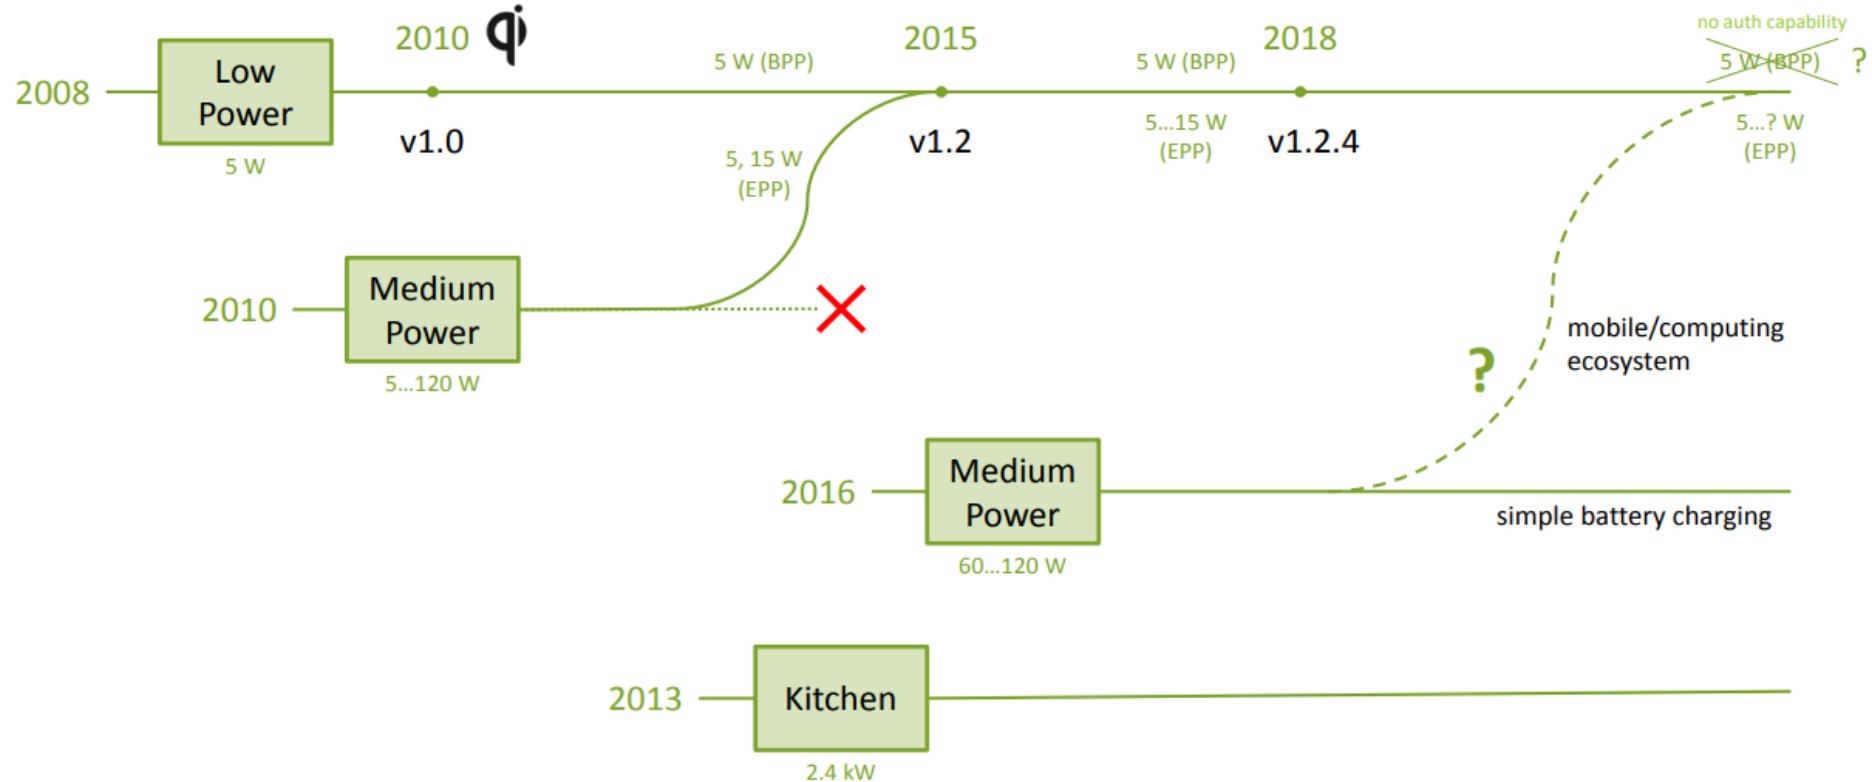 no auth capability
2010 qi
2015
2018
5 W (BPP)
5 W (BPP)
5 W (BPP) ?
2008
Low
Power
5 W
v1.0
v1.2
v1.2.4
5, 15 W
(EPP)
5...15 W
(EPP)
5...? W
(EPP)
2010
Medium
Power
5...120 W
?
mobile/computing
ecosystem
2016
Medium
Power
60...120 W
simple battery charging
2013
Kitchen
2.4 kW